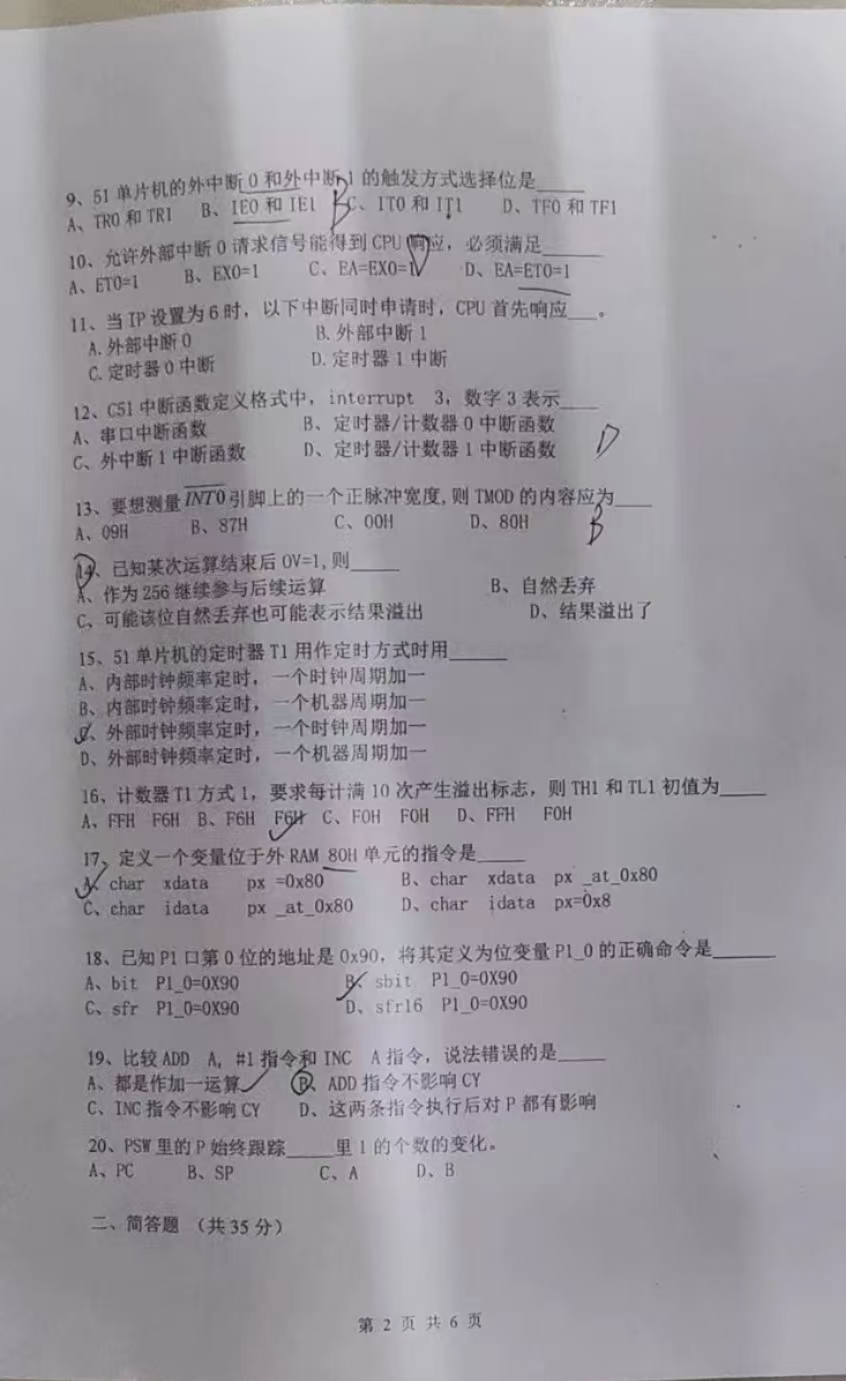 9、51 单片机的外中断 0 和外中断 1 的触发方式选择位是____
A、TR0 和 TR1 B、IE0 和 IE1 C、IT0 和 IT1 D、TF0 和 TF1
B
10、允许外部中断 0 请求信号能得到 CPU 响应，必须满足____
A、ET0=1 B、EX0=1 C、EA=EX0=1 D、EA=ET0=1
11、当 IP 设置为 6 时，以下中断同时申请时，CPU 首先响应___。
A.外部中断 0 B.外部中断 1
C.定时器 0 中断 D.定时器 1 中断
12、C51 中断函数定义格式中，interrupt 3，数字 3 表示____
A、串口中断函数 B、定时器/计数器 0 中断函数
C、外中断 1 中断函数 D、定时器/计数器 1 中断函数
D
13、要想测量 INT0 引脚上的一个正脉冲宽度,则 TMOD 的内容应为____
A、09H B、87H C、00H D、80H
B
14、已知某次运算结束后 OV=1,则____
A、作为 256 继续参与后续运算 B、自然丢弃
C、可能该位自然丢弃也可能表示结果溢出 D、结果溢出了
15、51 单片机的定时器 T1 用作定时方式时用____
A、内部时钟频率定时，一个时钟周期加一
B、内部时钟频率定时，一个机器周期加一
C、外部时钟频率定时，一个时钟周期加一
D、外部时钟频率定时，一个机器周期加一
16、计数器 T1 方式 1，要求每计满 10 次产生溢出标志，则 TH1 和 TL1 初值为____
A、FFH F6H B、F6H F6H C、F0H F0H D、FFH F0H
17、定义一个变量位于外 RAM 80H 单元的指令是____
A、char xdata px =0x80 B、char xdata px _at_0x80
C、char idata px _at_0x80 D、char idata px=0x8
18、已知 P1 口第 0 位的地址是 0x90，将其定义为位变量 P1_0 的正确命令是____
A、bit P1_0=0X90 B、sbit P1_0=0X90
C、sfr P1_0=0X90 D、sfr16 P1_0=0X90
19、比较 ADD A, #1 指令和 INC A 指令，说法错误的是____
A、都是作加一运算 B、ADD 指令不影响 CY
C、INC 指令不影响 CY D、这两条指令执行后对 P 都有影响
20、PSW 里的 P 始终跟踪____里 1 的个数的变化。
A、PC B、SP C、A D、B
二、简答题 （共 35 分）
第 2 页 共 6 页